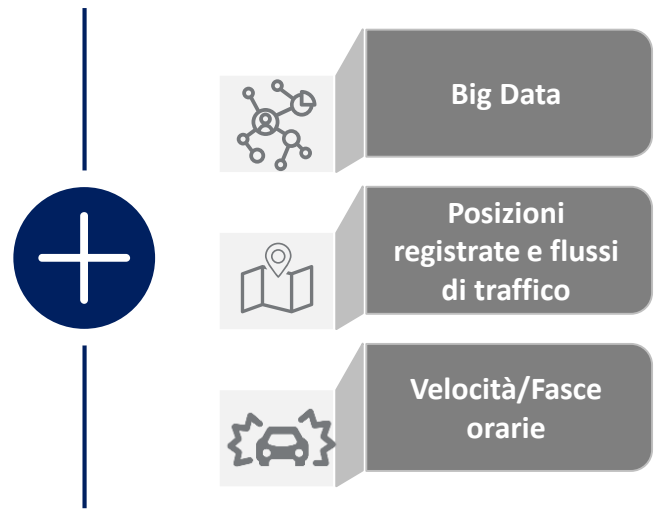 Big Data
Posizioni
registrate e flussi
di traffico
Velocità/Fasce
orarie